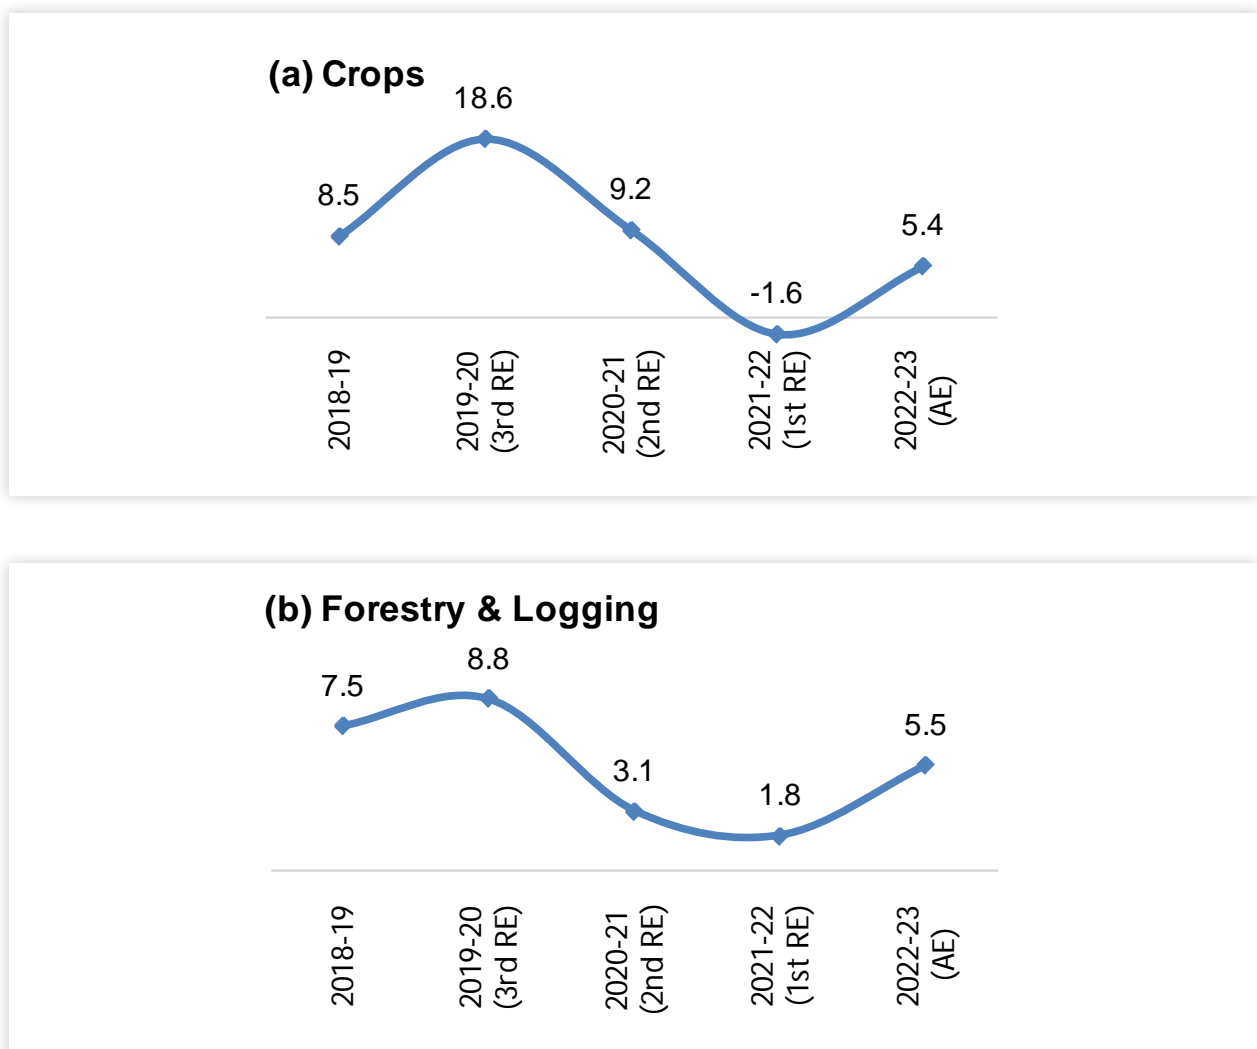 (a) Crops
18.6
8.5
9.2
5.4
-1.6
2018-19
2019-20
(3rd RE)
2020-21
(2nd RE)
2021-22
(1st RE)
2022-23
(AE)
(b) Forestry & Logging
8.8
7.5
5.5
3.1
1.8
2018-19
2019-20
(3rd RE)
2020-21
(2nd RE)
2021-22
(1st RE)
2022-23
(AE)